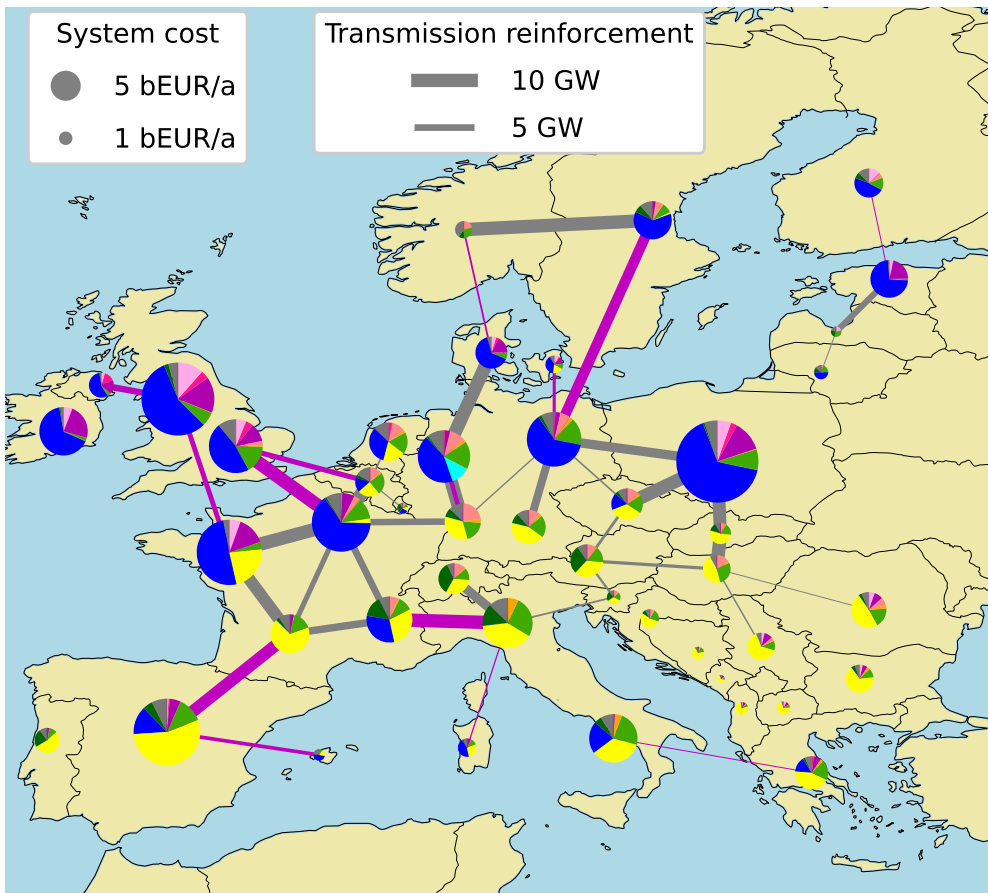 System cost
5 bEUR/a
1 bEUR/a
Transmission reinforcement
10 GW
5 GW